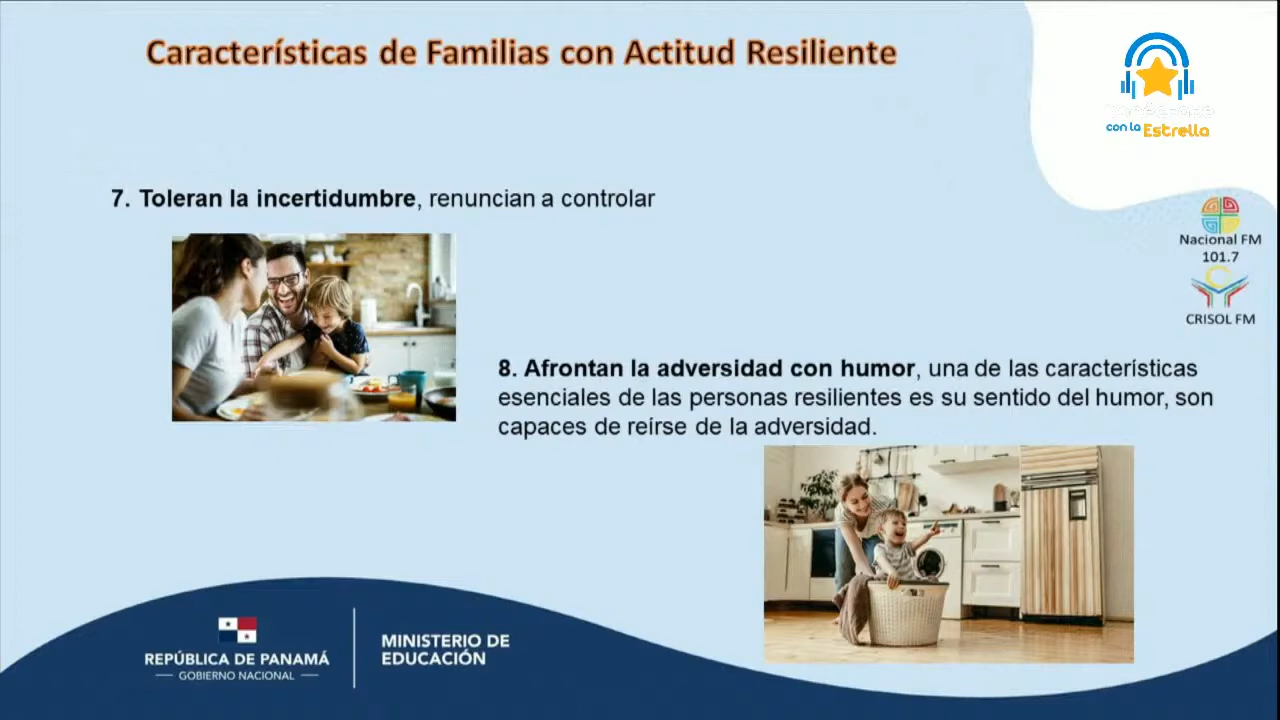 Características de Familias con Actitud Resiliente
con la Estrella
7. Toleran la incertidumbre, renuncian a controlar
Nacional FM
101.7
CRISOL FM
8. Afrontan la adversidad con humor, una de las características
esenciales de las personas resilientes es su sentido del humor, son
capaces de reírse de la adversidad.
REPÚBLICA DE PANAMÁ
GOBIERNO NACIONAL
MINISTERIO DE
EDUCACIÓN